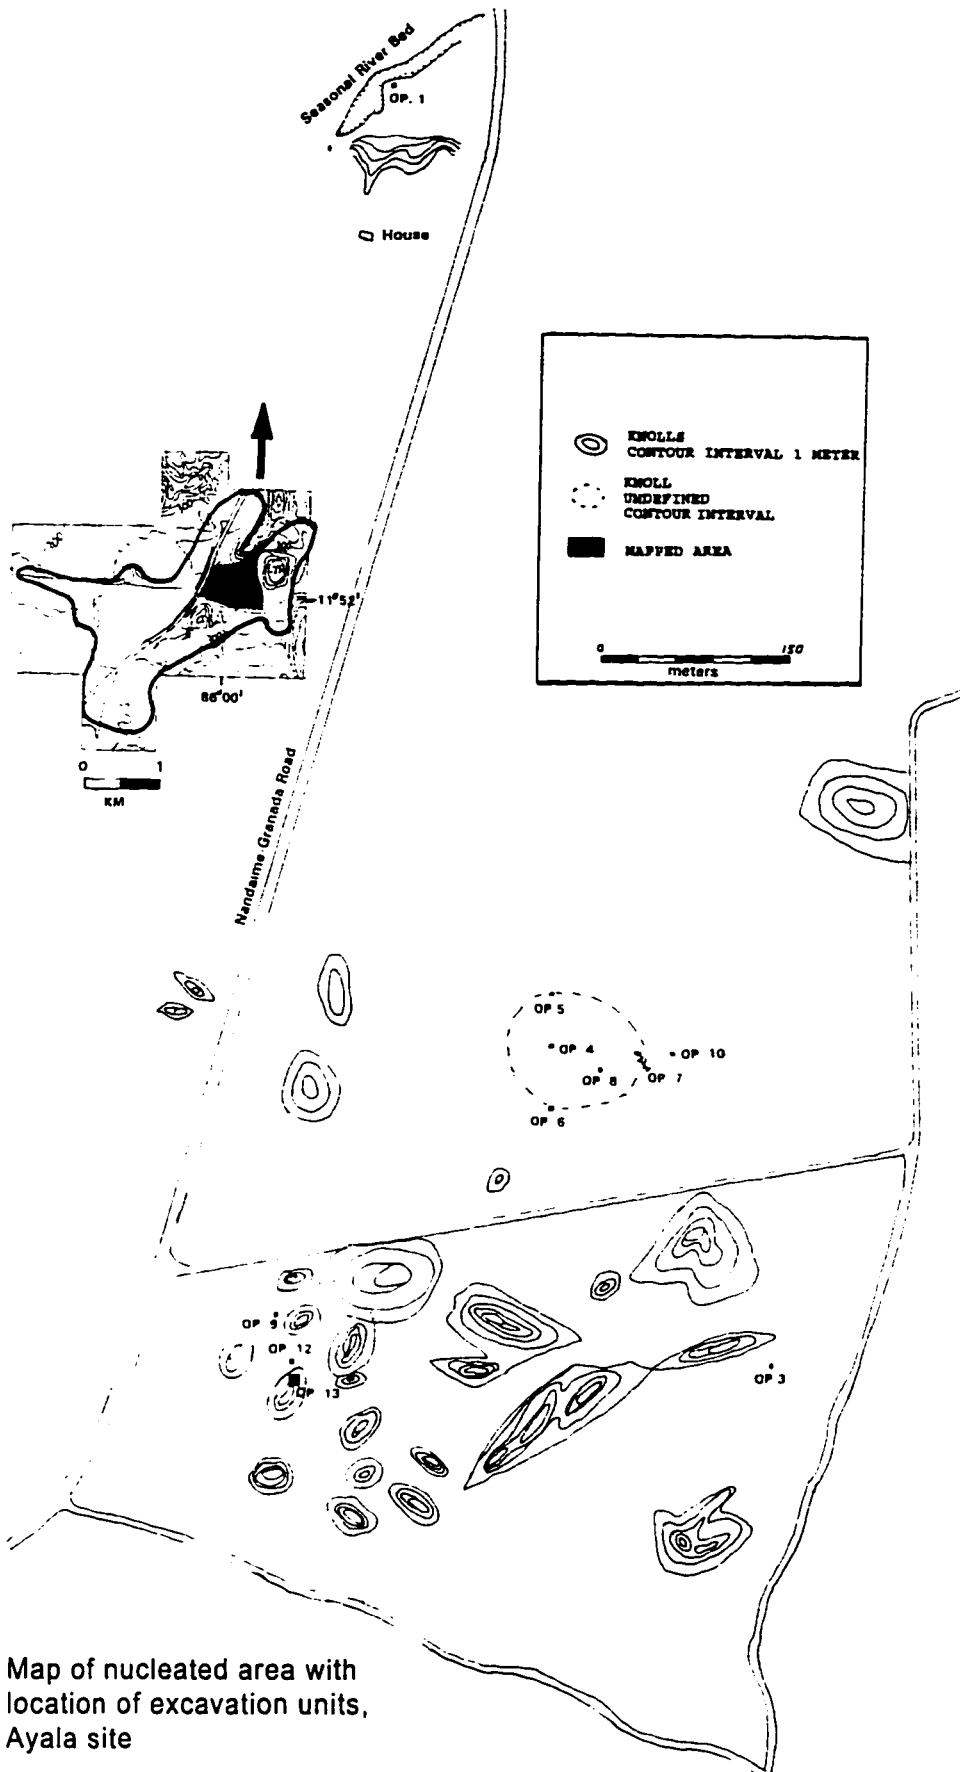 Seasonal River Bed
OP. 1
House
KNOLLS
CONTOUR INTERVAL 1 METER
KNOLL
UNDEFINED
CONTOUR INTERVAL
MAPPED AREA
0 150
meters
11°52'
86°00'
0 1
KM
Nandaime-Granada Road
OP 5
OP 4
OP 10
OP 8
OP 7
OP 6
OP 9
OP 12
OP 13
OP 3
Map of nucleated area with
location of excavation units,
Ayala site